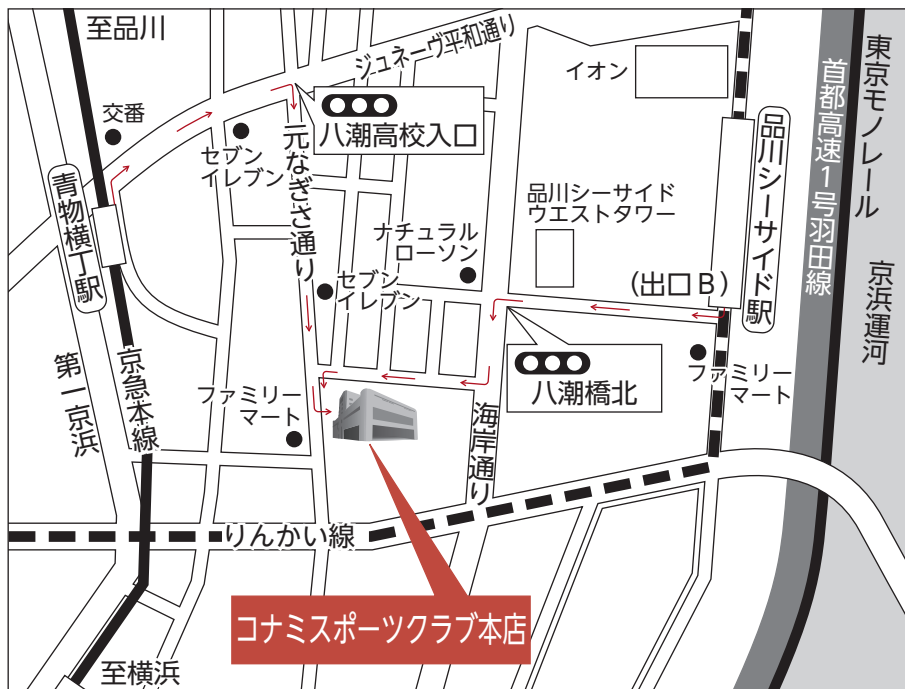 至品川
ジュネーヴ平和通り
イオン
東京モノレール
首都高速1号羽田線
交番
八潮高校入口
セブン
イレブン
元なぎさ通り
青物横丁駅
品川シーサイド
ウエストタワー
品川シーサイド駅
ナチュラル
ローソン
セブン
イレブン
(出口B)
京浜運河
第一京浜
京急本線
ファミリー
マート
八潮橋北
ファミリー
マート
海岸通り
りんかい線
コナミスポーツクラブ本店
至横浜